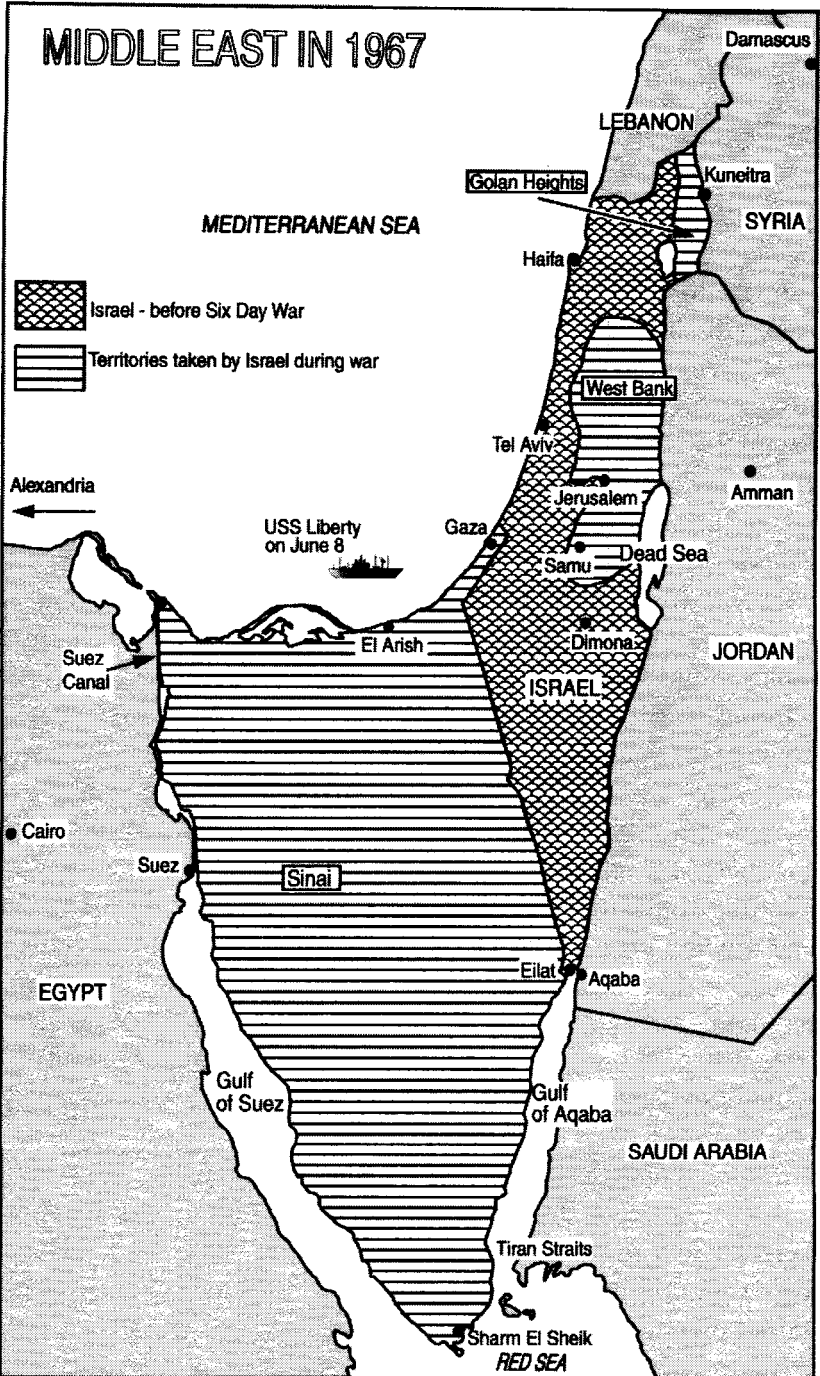 MIDDLE EAST IN 1967
Damascus
LEBANON
Golan Heights
Kuneitra
MEDITERRANEAN SEA
SYRIA
Haifa
Israel - before Six Day War
Territories taken by Israel during war
West Bank
Tel Aviv
Alexandria
Jerusalem
Amman
USS Liberty
on June 8
Gaza
Samu
Dead Sea
El Arish
Dimona
Suez
Canal
JORDAN
ISRAEL
Cairo
Suez
Sinai
Eilat
Aqaba
EGYPT
Gulf
of Suez
Gulf
of Aqaba
SAUDI ARABIA
Tiran Straits
Sharm El Sheik
RED SEA